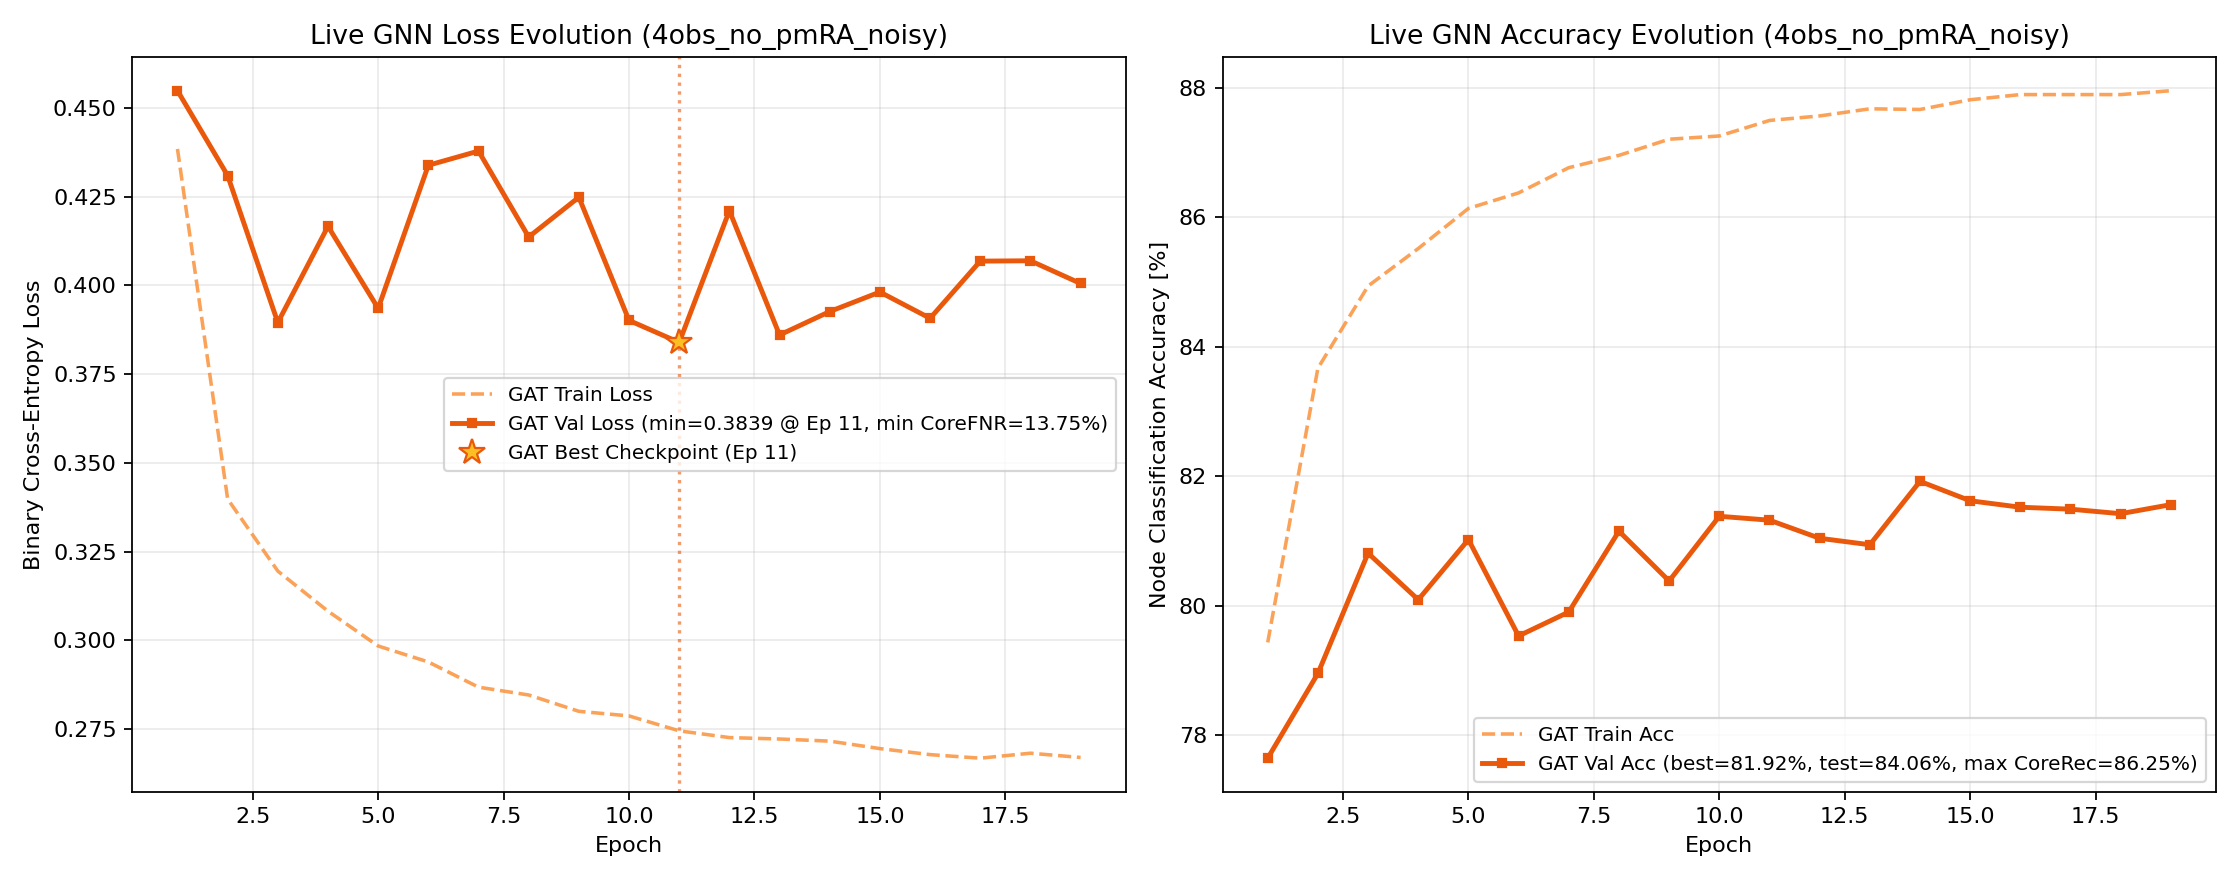 Live GNN Loss Evolution (4obs_no_pmRA_noisy)
Binary Cross-Entropy Loss
0.450
0.425
0.400
0.375
0.350
0.325
0.300
0.275
GAT Train Loss
GAT Val Loss (min=0.3839 @ Ep 11, min CoreFNR=13.75%)
GAT Best Checkpoint (Ep 11)
2.5 5.0 7.5 10.0 12.5 15.0 17.5
Epoch
Live GNN Accuracy Evolution (4obs_no_pmRA_noisy)
Node Classification Accuracy [%]
88
86
84
82
80
78
GAT Train Acc
GAT Val Acc (best=81.92%, test=84.06%, max CoreRec=86.25%)
2.5 5.0 7.5 10.0 12.5 15.0 17.5
Epoch